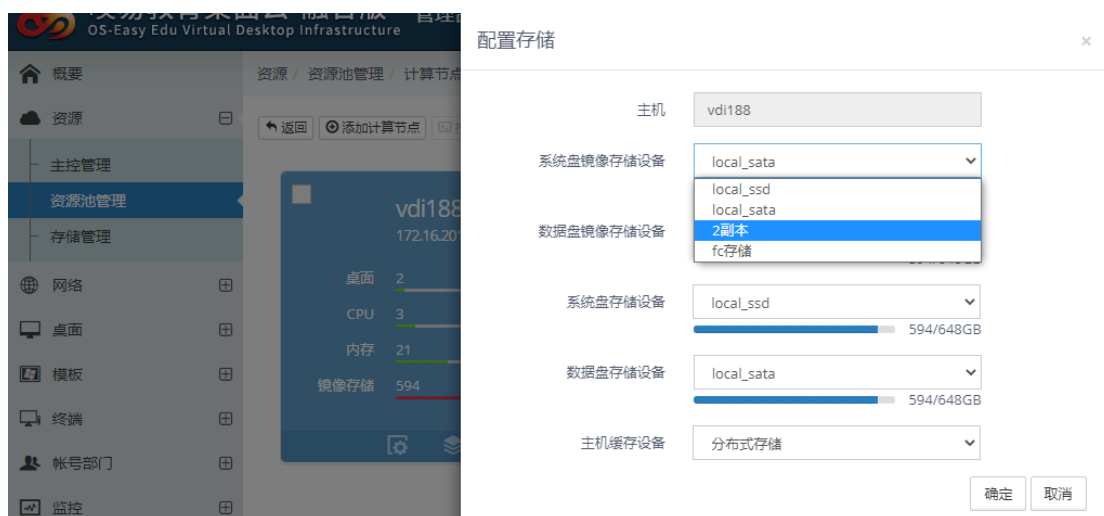 OS-Easy Edu Virtual Desktop Infrastructure
概要
资源
主控管理
资源池管理
存储管理
网络
桌面
模板
终端
帐号部门
监控
资源 / 资源池管理 / 计算节点
返回
添加计算节点
vdi188
172.16.201
桌面 2
CPU 3
内存 21
镜像存储 594
配置存储
×
主机 vdi188
系统盘镜像存储设备 local_sata
local_ssd
local_sata
2副本
fc存储
数据盘镜像存储设备
系统盘存储设备 local_ssd
594/648GB
数据盘存储设备 local_sata
594/648GB
主机缓存设备 分布式存储
确定 取消